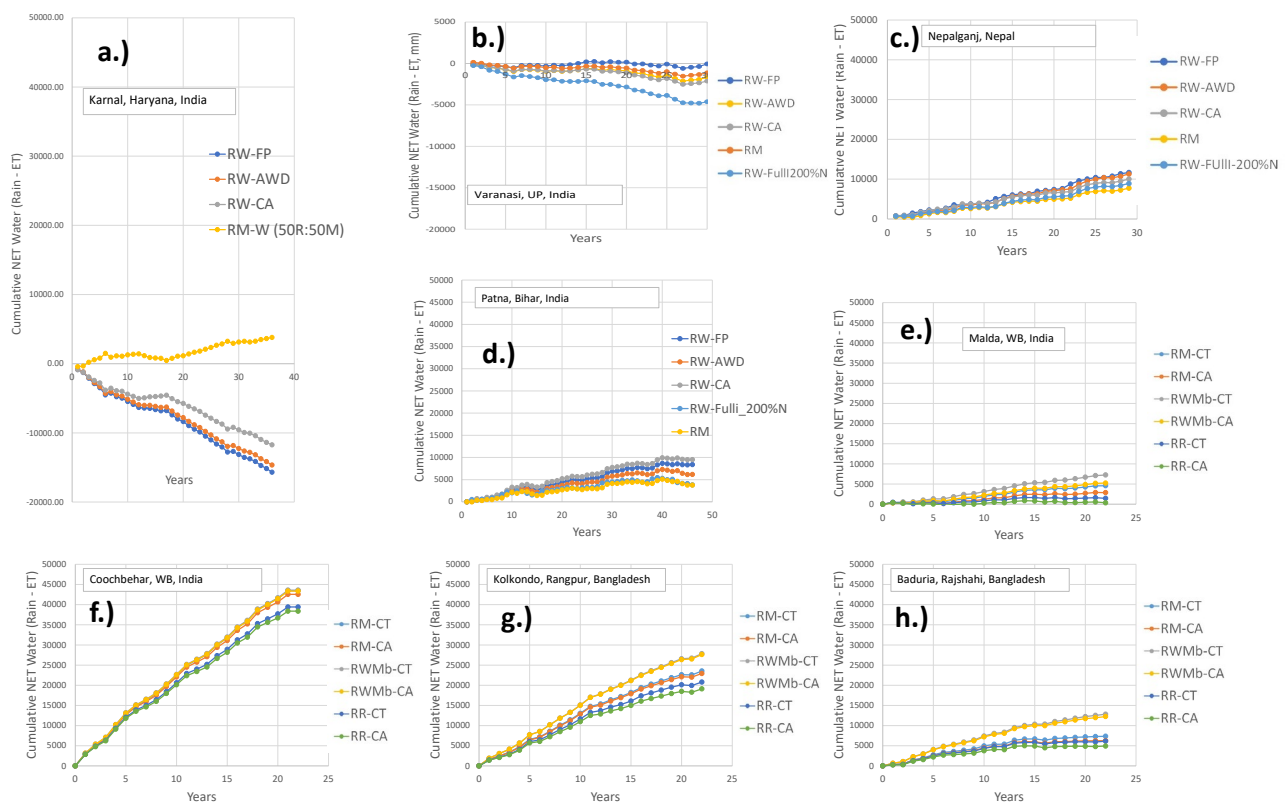 a.)
Cumulative NET Water (Rain - ET)
50000.00
40000.00
30000.00
20000.00
10000.00
0.00
-10000.00
-20000.00
Karnal, Haryana, India
RW-FP
RW-AWD
RW-CA
RM-W (50R:50M)
0
10
20
30
40
Years
b.)
Cumulative NET Water (Rain - ET, mm)
5000
0
-5000
-10000
-15000
-20000
0
5
10
15
20
25
30
RW-FP
RW-AWD
RW-CA
RM
RW-FullI200%N
Varanasi, UP, India
Years
c.)
Nepalganj, Nepal
Cumulative NET Water (Rain - ET)
50000
40000
30000
20000
10000
0
RW-FP
RW-AWD
RW-CA
RM
RW-FUllI-200%N
0
5
10
15
20
25
30
Years
d.)
Patna, Bihar, India
Cumulative NET Water (Rain - ET)
50000
45000
40000
35000
30000
25000
20000
15000
10000
5000
0
RW-FP
RW-AWD
RW-CA
RW-Fulli_200%N
RM
0
10
20
30
40
50
Years
e.)
Malda, WB, India
Cumulative NET Water (Rain - ET)
50000
45000
40000
35000
30000
25000
20000
15000
10000
5000
0
RM-CT
RM-CA
RWMb-CT
RWMb-CA
RR-CT
RR-CA
0
5
10
15
20
25
Years
f.)
Coochbehar, WB, India
Cumulative NET Water (Rain - ET)
50000
45000
40000
35000
30000
25000
20000
15000
10000
5000
0
RM-CT
RM-CA
RWMb-CT
RWMb-CA
RR-CT
RR-CA
0
5
10
15
20
25
Years
g.)
Kolkondo, Rangpur, Bangladesh
Cumulative NET Water (Rain - ET)
50000
45000
40000
35000
30000
25000
20000
15000
10000
5000
0
RM-CT
RM-CA
RWMb-CT
RWMb-CA
RR-CT
RR-CA
0
5
10
15
20
25
Years
h.)
Baduria, Rajshahi, Bangladesh
Cumulative NET Water (Rain - ET)
50000
45000
40000
35000
30000
25000
20000
15000
10000
5000
0
RM-CT
RM-CA
RWMb-CT
RWMb-CA
RR-CT
RR-CA
0
5
10
15
20
25
Years